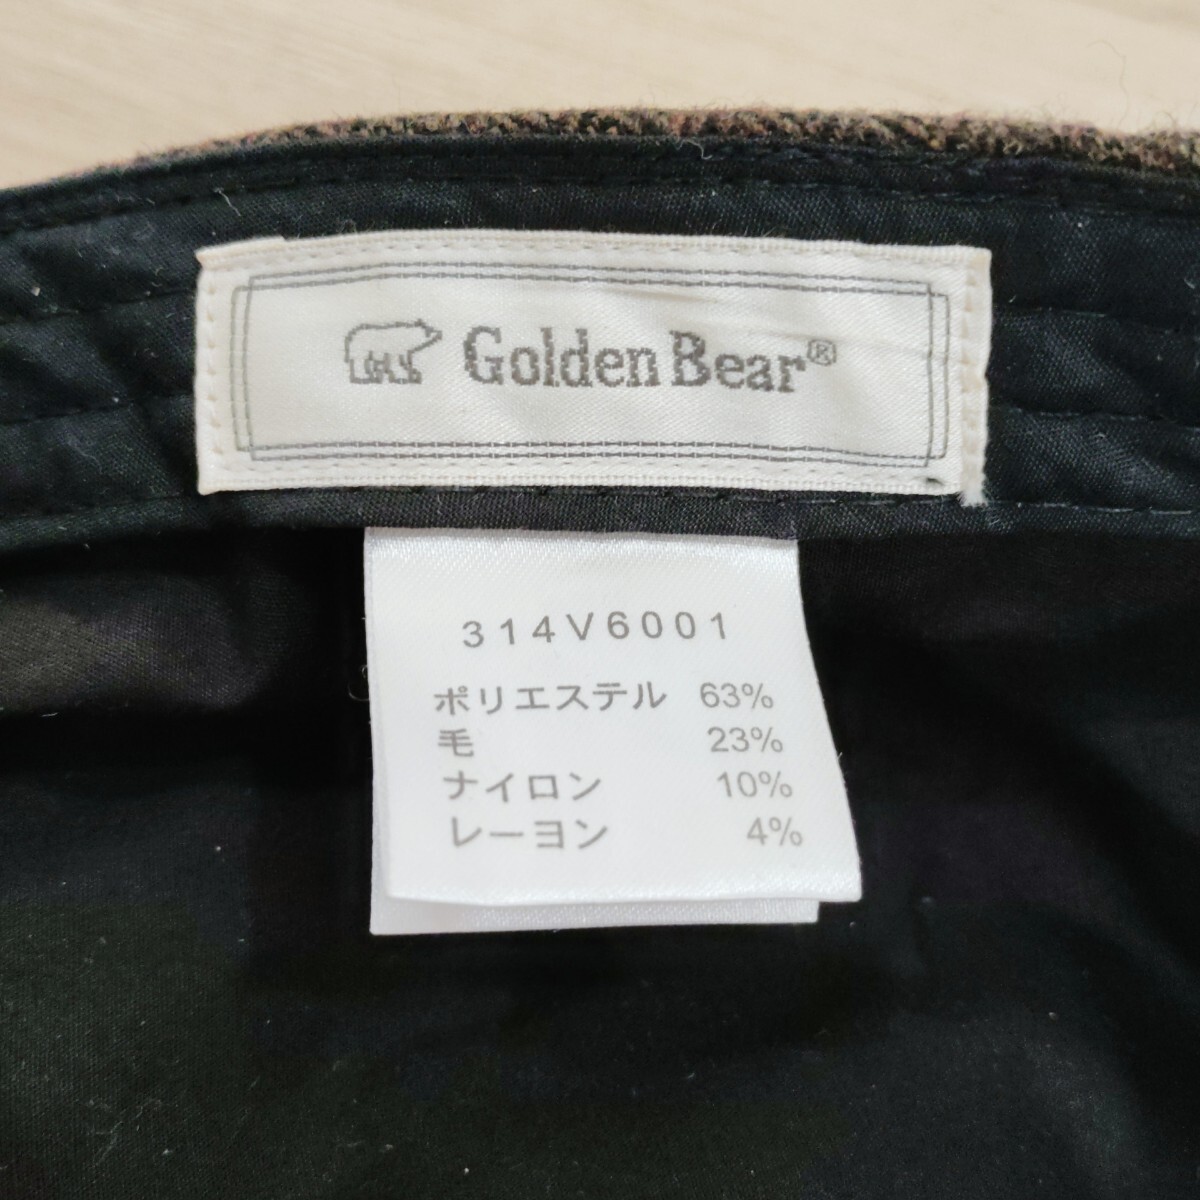 Golden Bear®
314V6001
ポリエステル 63%
毛 23%
ナイロン 10%
レーヨン 4%